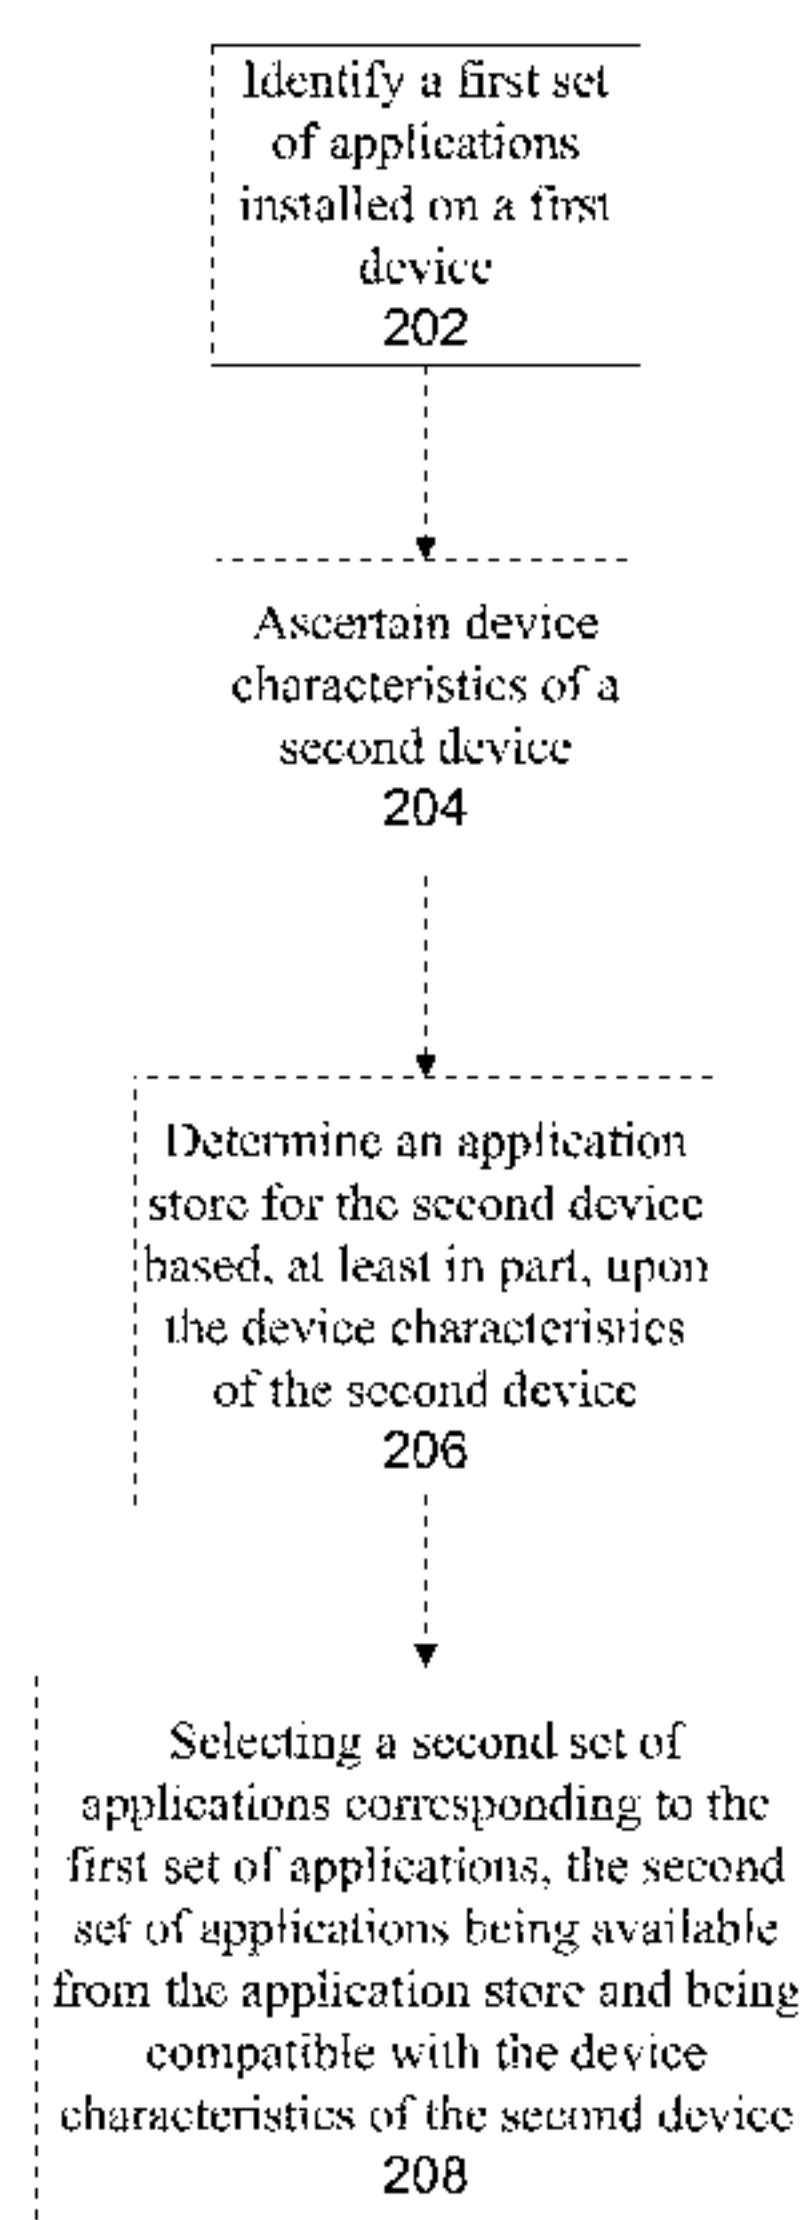 Identify a first set
of applications
installed on a first
device
202
Ascertain device
characteristics of a
second device
204
Determine an application
store for the second device
based, at least in part, upon
the device characteristics
of the second device
206
Selecting a second set of
applications corresponding to the
first set of applications, the second
set of applications being available
from the application store and being
compatible with the device
characteristics of the second device
208